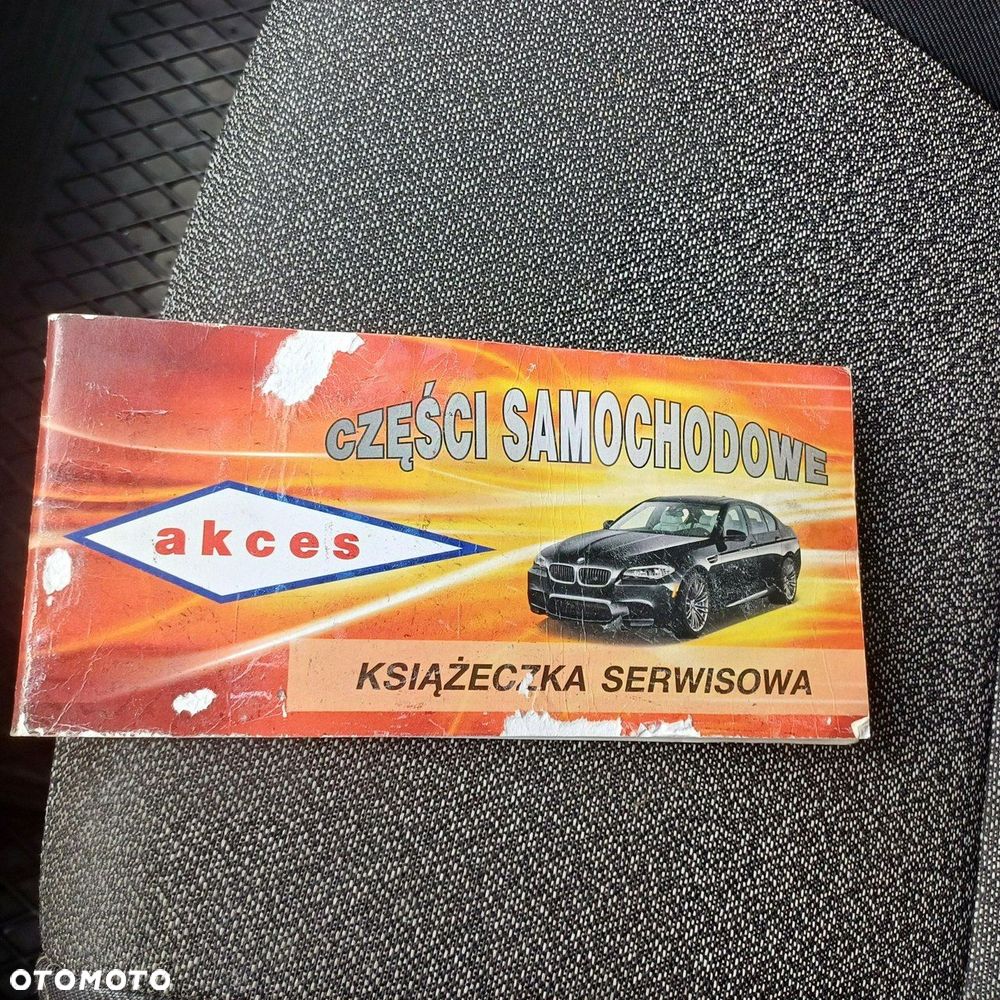 CZĘŚCI SAMOCHODOWE
akces
KSIĄŻECZKA SERWISOWA
OTOMOTO